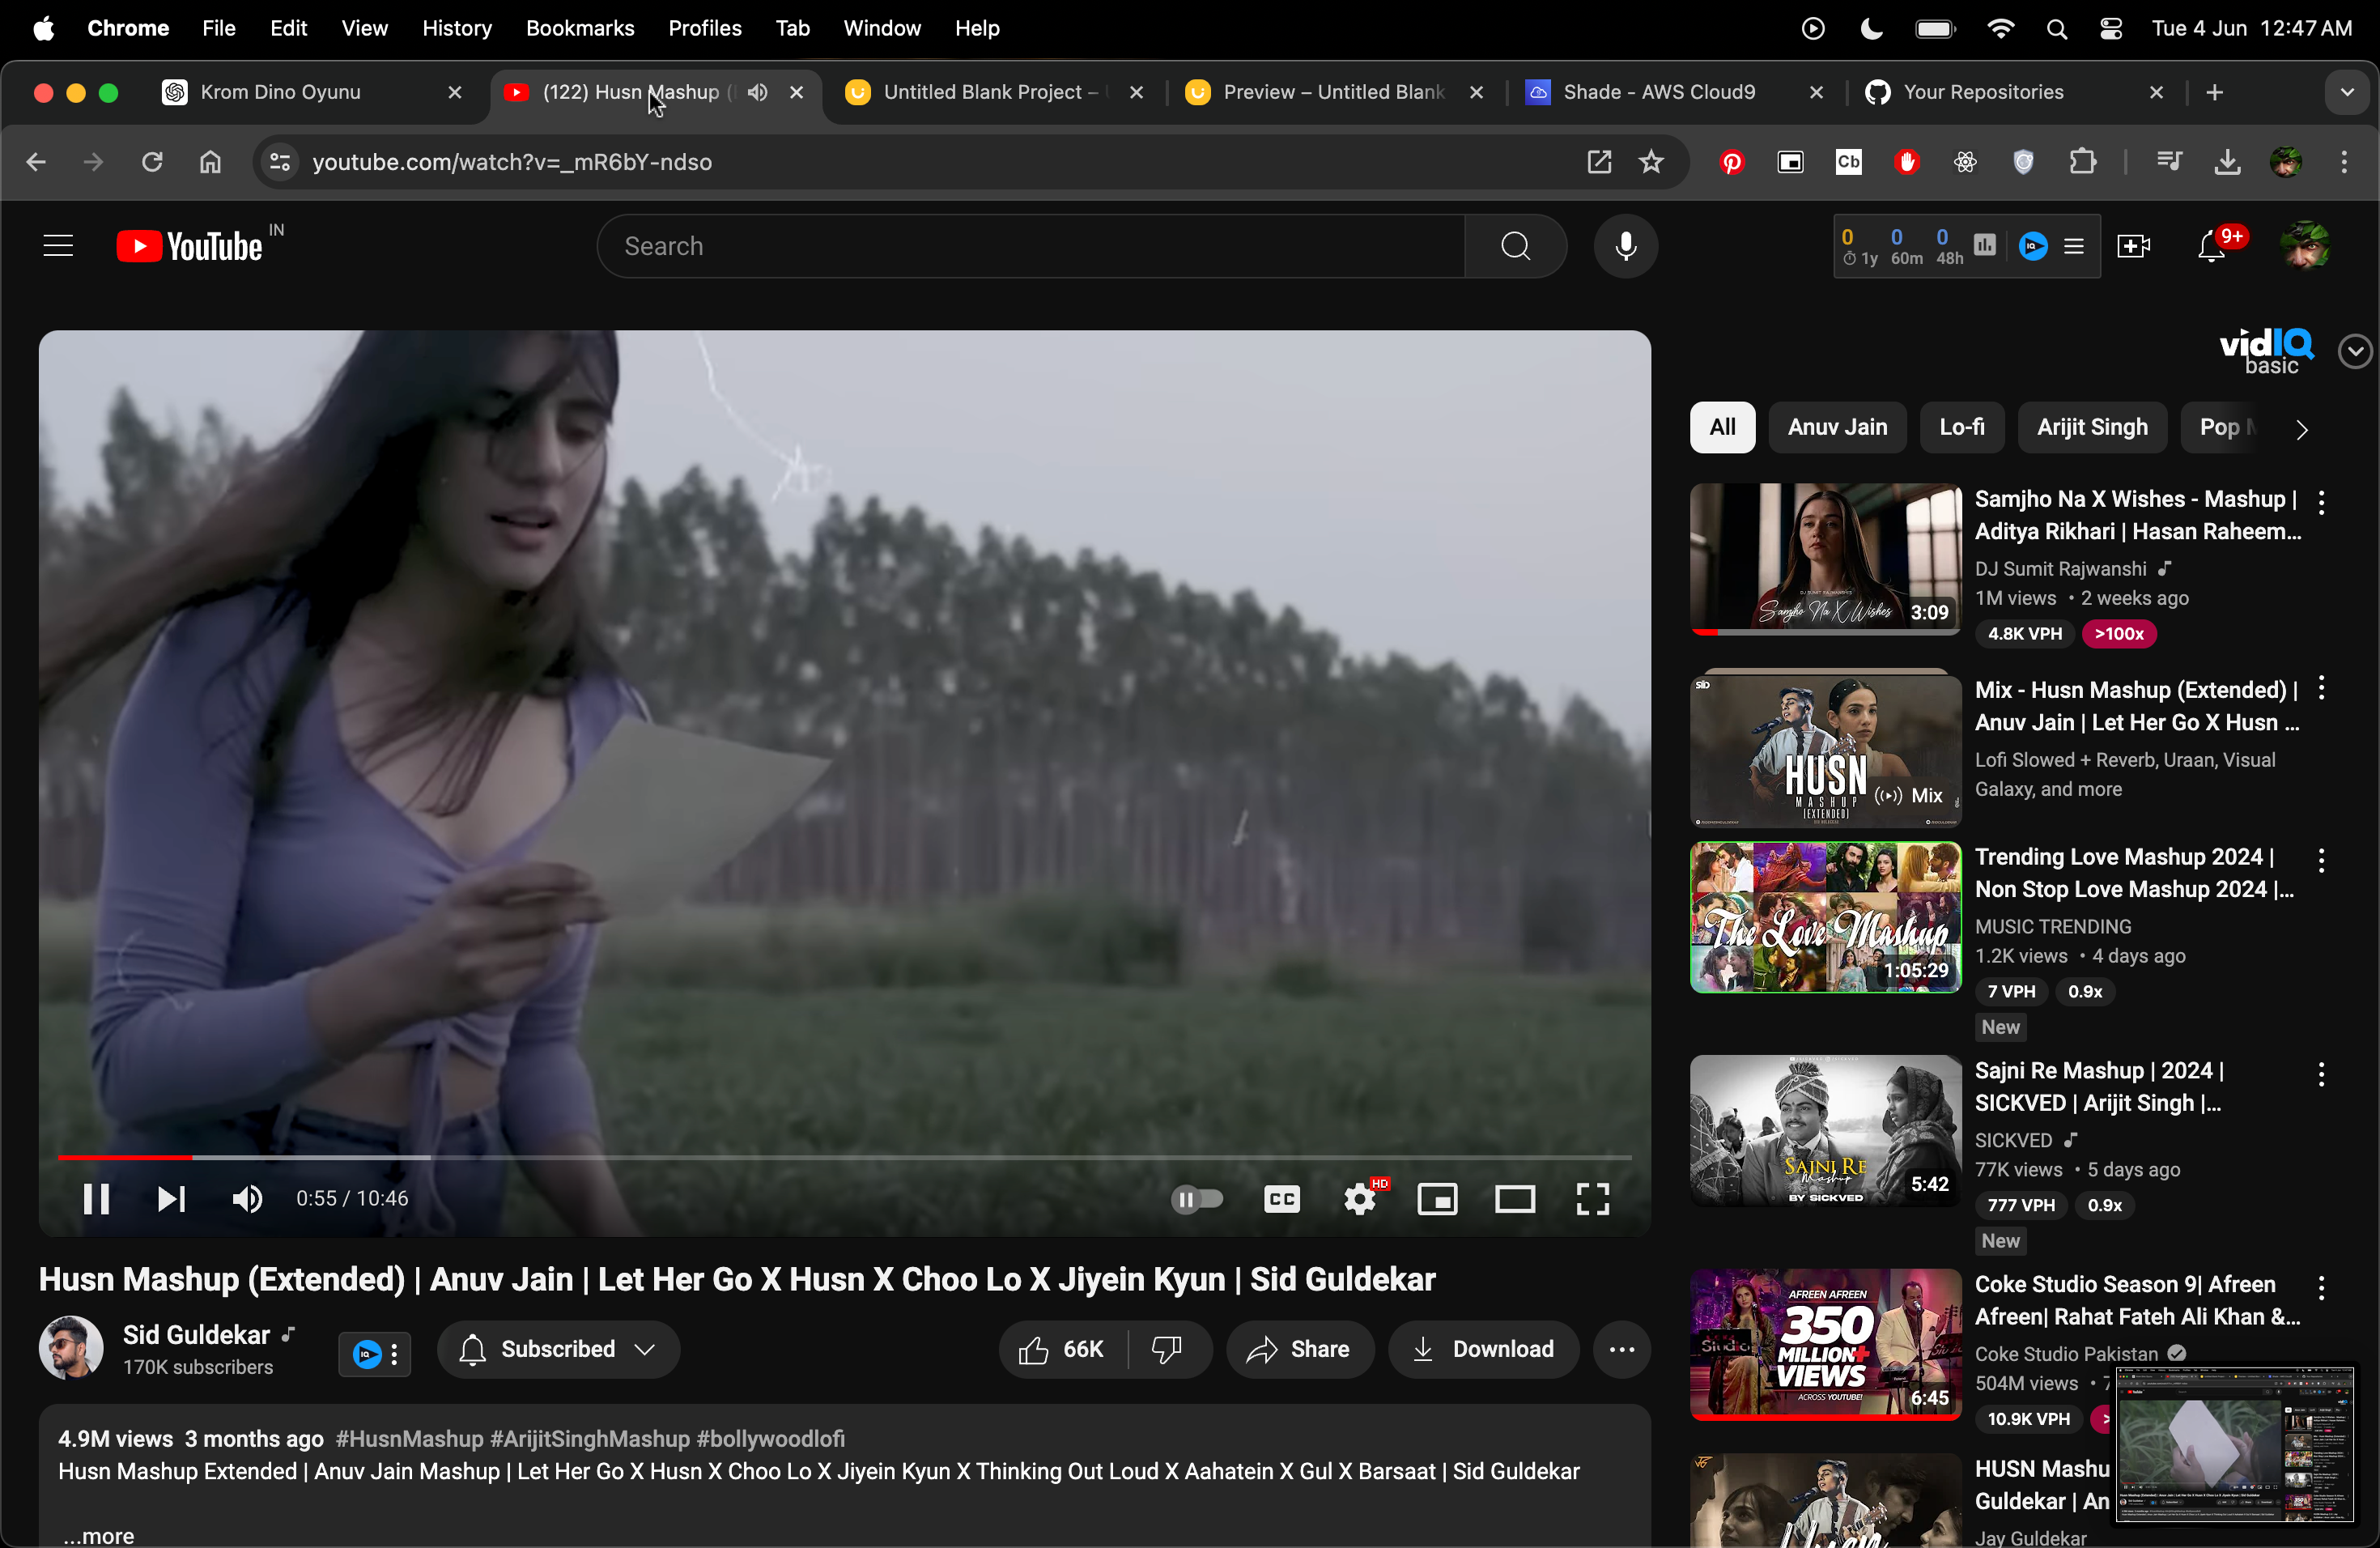 Chrome File Edit View History Bookmarks Profiles Tab Window Help Tue 4 Jun 12:47 AM
Krom Dino Oyunu (122) Husn Mashup ( Untitled Blank Project – Preview – Untitled Blank Shade - AWS Cloud9 Your Repositories
youtube.com/watch?v=_mR6bY-ndso Cb
YouTube IN Search 0 0 0 9+
1y 60m 48h
vidIQ
basic
All Anuv Jain Lo-fi Arijit Singh Pop
Samjho Na X Wishes - Mashup |
Aditya Rikhari | Hasan Raheem...
DJ Sumit Rajwanshi
1M views • 2 weeks ago
4.8K VPH >100x
Samjho Na X Wishes 3:09
Mix - Husn Mashup (Extended) |
Anuv Jain | Let Her Go X Husn ...
Lofi Slowed + Reverb, Uraan, Visual
Galaxy, and more
SID
HUSN
MASHUP
(EXTENDED)
Mix
Trending Love Mashup 2024 |
Non Stop Love Mashup 2024 |...
MUSIC TRENDING
1.2K views • 4 days ago
7 VPH 0.9x
New
The Love Mashup
1:05:29
Sajni Re Mashup | 2024 |
SICKVED | Arijit Singh |...
SICKVED
77K views • 5 days ago
777 VPH 0.9x
New
SAJNI RE
Mashup
BY SICKVED
5:42
Coke Studio Season 9| Afreen
Afreen| Rahat Fateh Ali Khan &...
Coke Studio Pakistan
504M views •
10.9K VPH >
AFREEN AFREEN
350
MILLION+
VIEWS
ACROSS YOUTUBE!
6:45
HUSN Mashu
Guldekar | An
Jay Guldekar
0:55 / 10:46 CC HD
Husn Mashup (Extended) | Anuv Jain | Let Her Go X Husn X Choo Lo X Jiyein Kyun | Sid Guldekar
Sid Guldekar
170K subscribers
Subscribed 66K Share Download
4.9M views 3 months ago #HusnMashup #ArijitSinghMashup #bollywoodlofi
Husn Mashup Extended | Anuv Jain Mashup | Let Her Go X Husn X Choo Lo X Jiyein Kyun X Thinking Out Loud X Aahatein X Gul X Barsaat | Sid Guldekar
...more